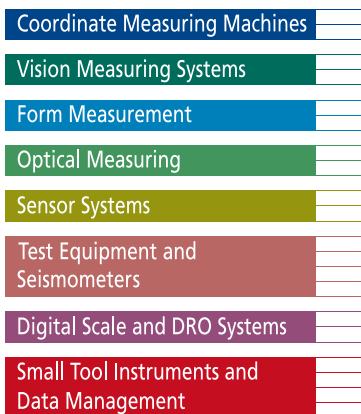 Coordinate Measuring Machines
Vision Measuring Systems
Form Measurement
Optical Measuring
Sensor Systems
Test Equipment and
Seismometers
Digital Scale and DRO Systems
Small Tool Instruments and
Data Management